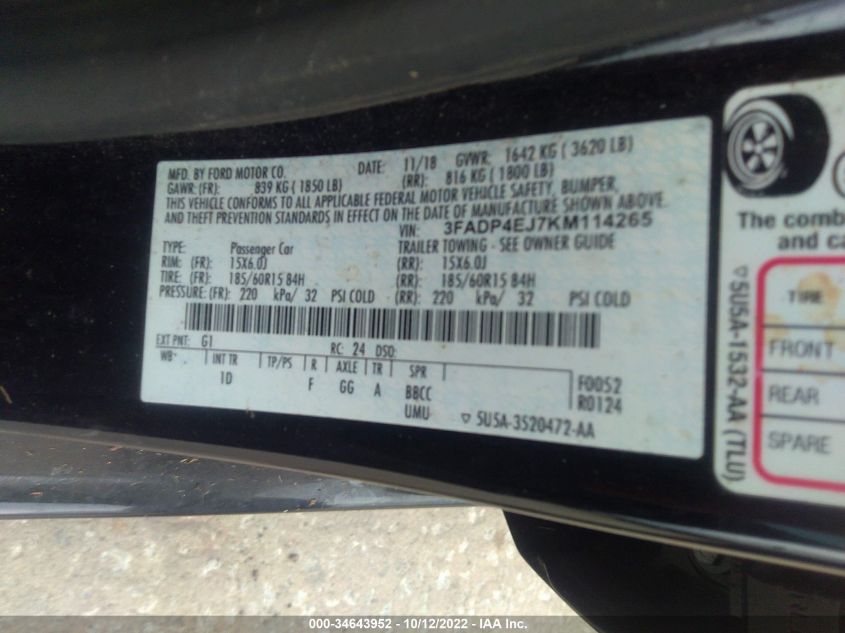 MFD. BY FORD MOTOR CO. DATE: 11/18 GVWR: 1642 KG ( 3620 LB)
GAWR: (FR): 839 KG ( 1850 LB) (RR): 816 KG ( 1800 LB)
THIS VEHICLE CONFORMS TO ALL APPLICABLE FEDERAL MOTOR VEHICLE SAFETY, BUMPER,
AND THEFT PREVENTION STANDARDS IN EFFECT ON THE DATE OF MANUFACTURE SHOWN ABOVE.
VIN: 3FADP4EJ7KM114265
TYPE: Passenger Car TRAILER TOWING - SEE OWNER GUIDE
RIM: (FR): 15X6.0J (RR): 15X6.0J
TIRE: (FR): 185/60R15 84H (RR): 185/60R15 84H
PRESSURE: (FR): 220 kPa/ 32 PSI COLD (RR): 220 kPa/ 32 PSI COLD
EXT PNT: G1 RC: 24 DSO:
WB INT TR TP/PS R AXLE TR SPR
1D F GG A BBCC F0052
UMU ▽ 5U5A-3520472-AA R0124
The comb
and ca
TIRE
FRONT
REAR
SPARE
▽5U5A-1532-AA (TLU)
000-34643952 - 10/12/2022 - IAA Inc.